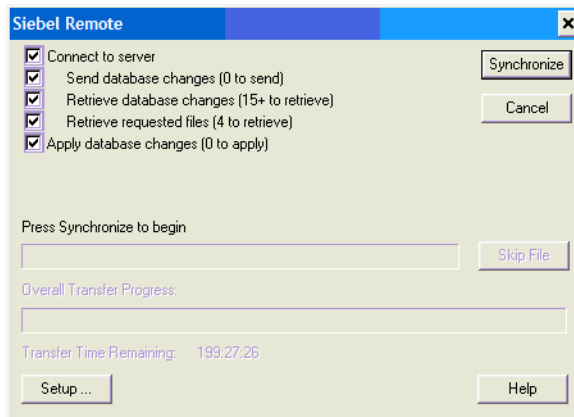 Siebel Remote
Connect to server
Synchronize
Send database changes (0 to send)
Retrieve database changes (15+ to retrieve)
Cancel
Retrieve requested files (4 to retrieve)
Apply database changes (0 to apply)
Press Synchronize to begin
Skip File
Overall Transfer Progress:
Transfer Time Remaining: 199:27:26
Setup ...
Help